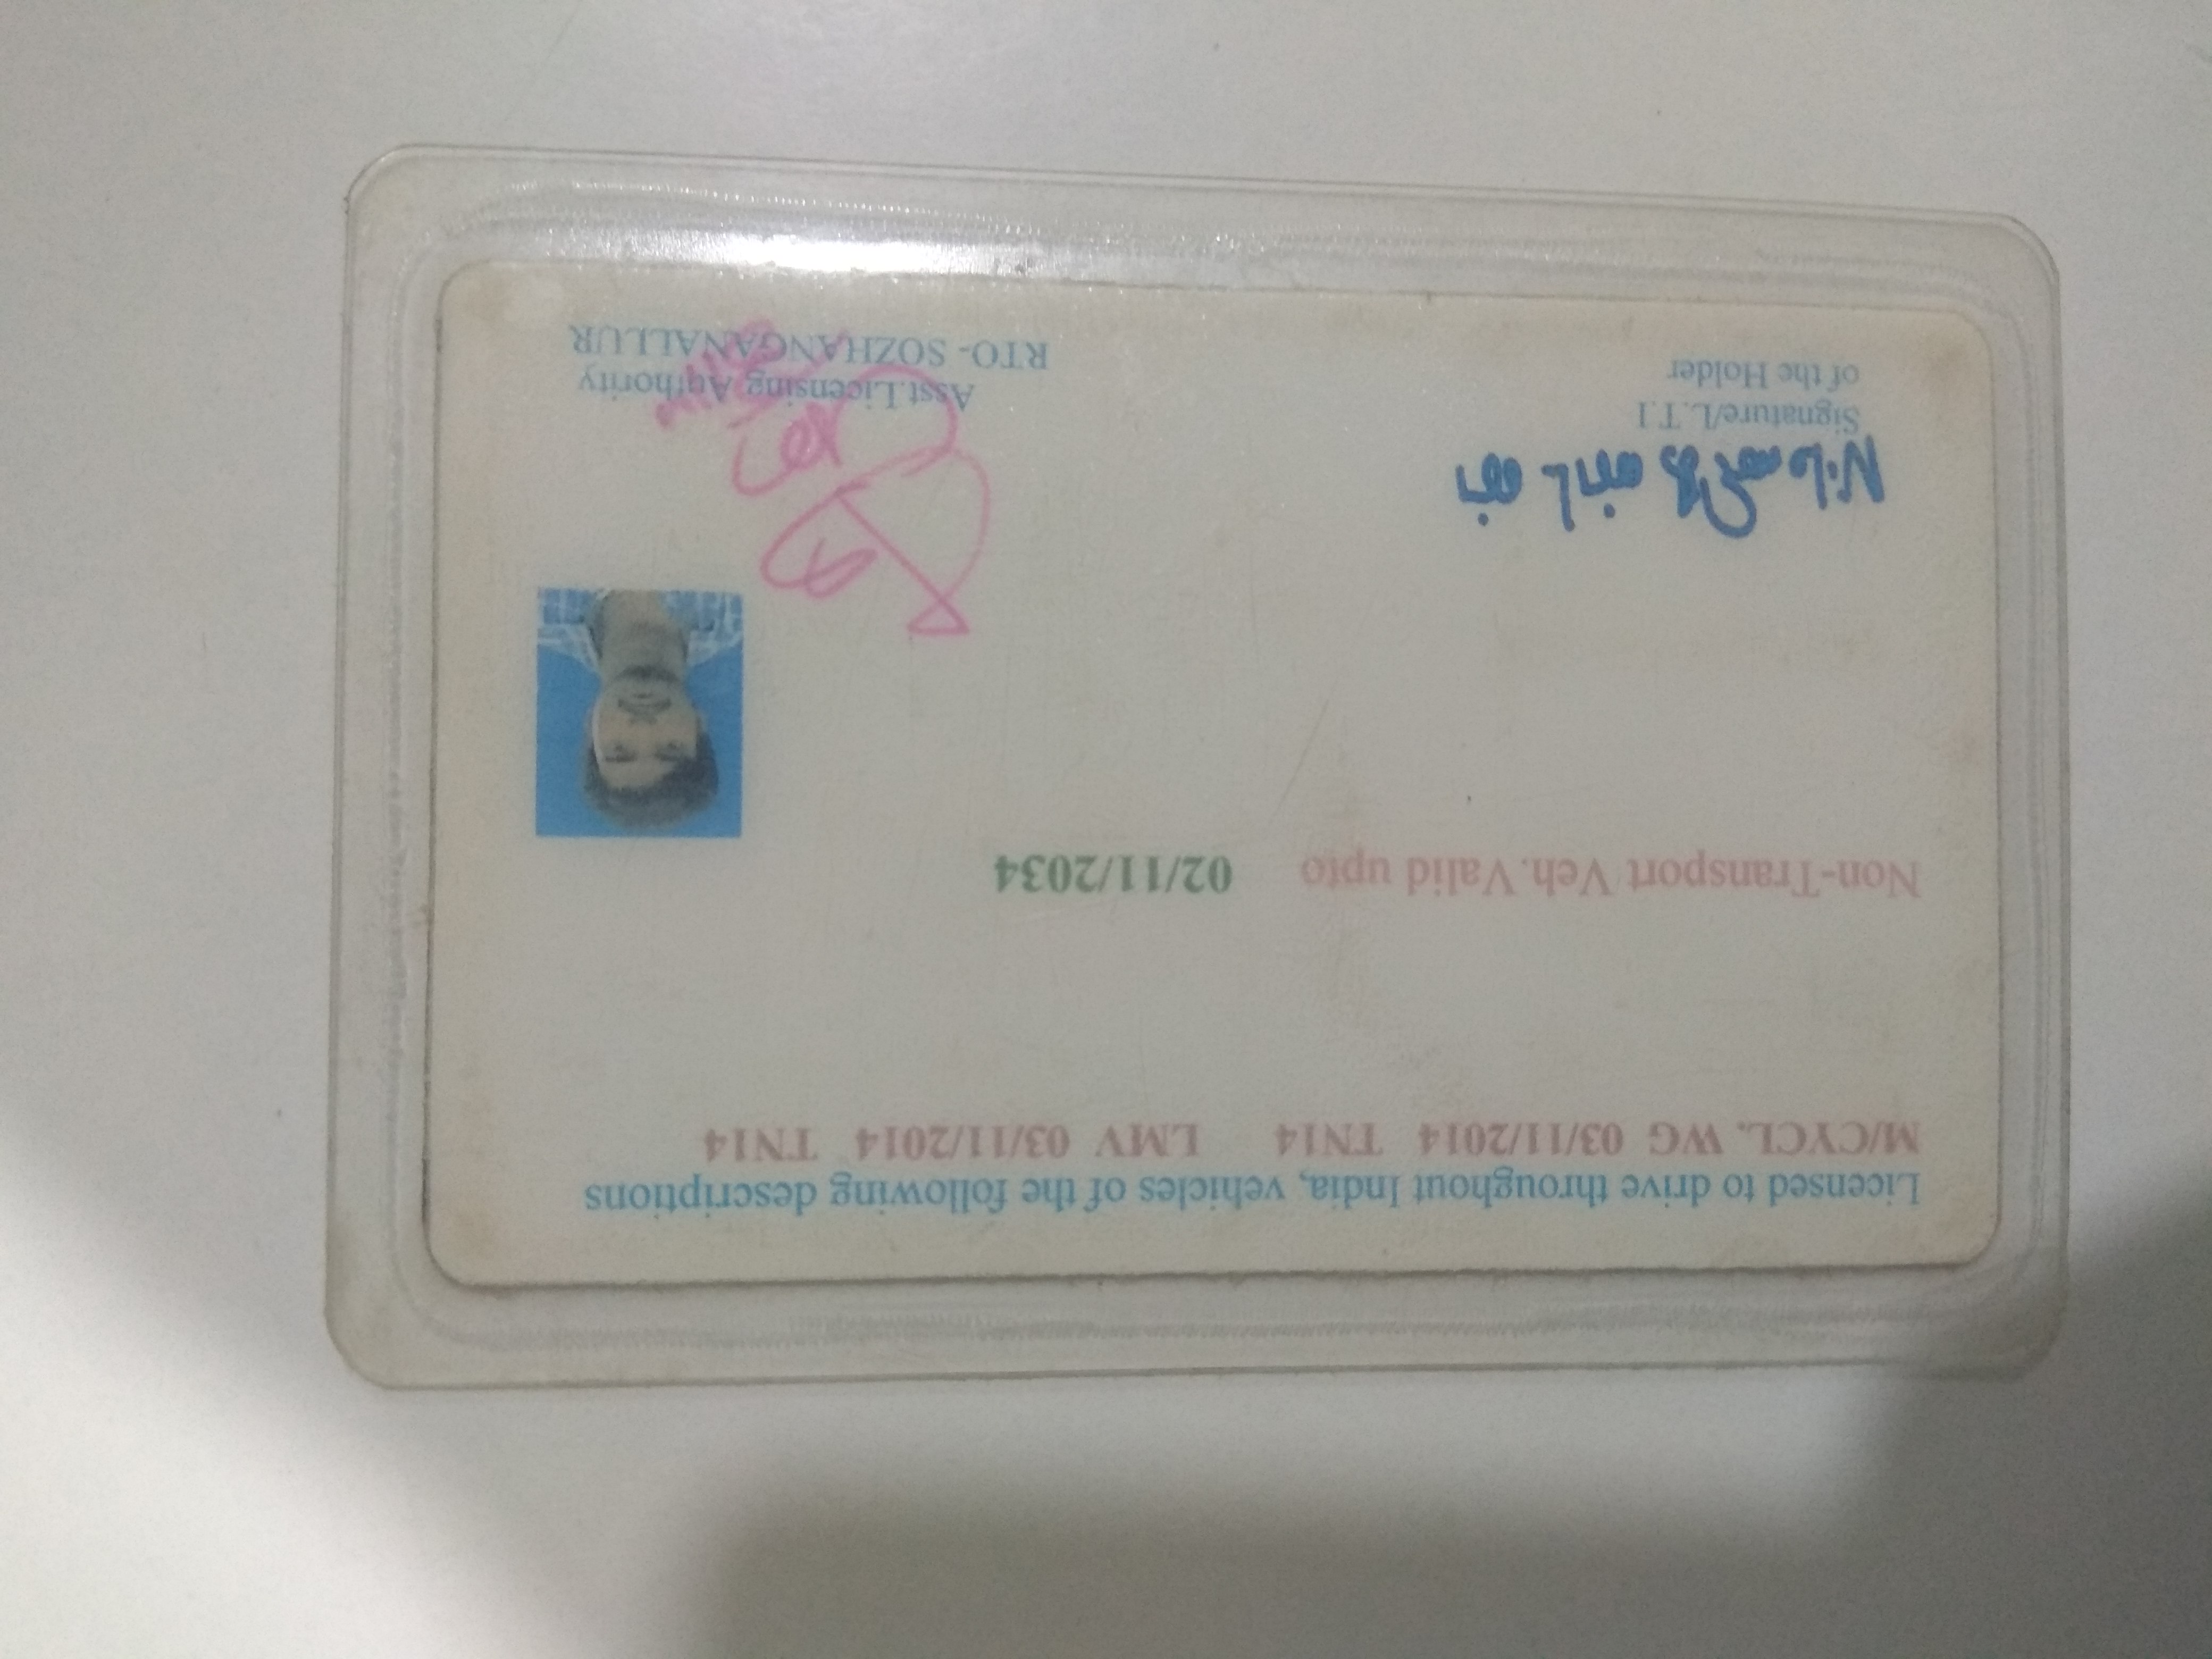 Licensed to drive throughout India, vehicles of the following descriptions
M/CYCL. WG 03/11/2014 TN14 LMV 03/11/2014 TN14
Non-Transport Veh. Valid upto 02/11/2034
Signature/L.T.I
of the Holder
Asst.Licensing Authority
RTO- SOZHANGANALLUR